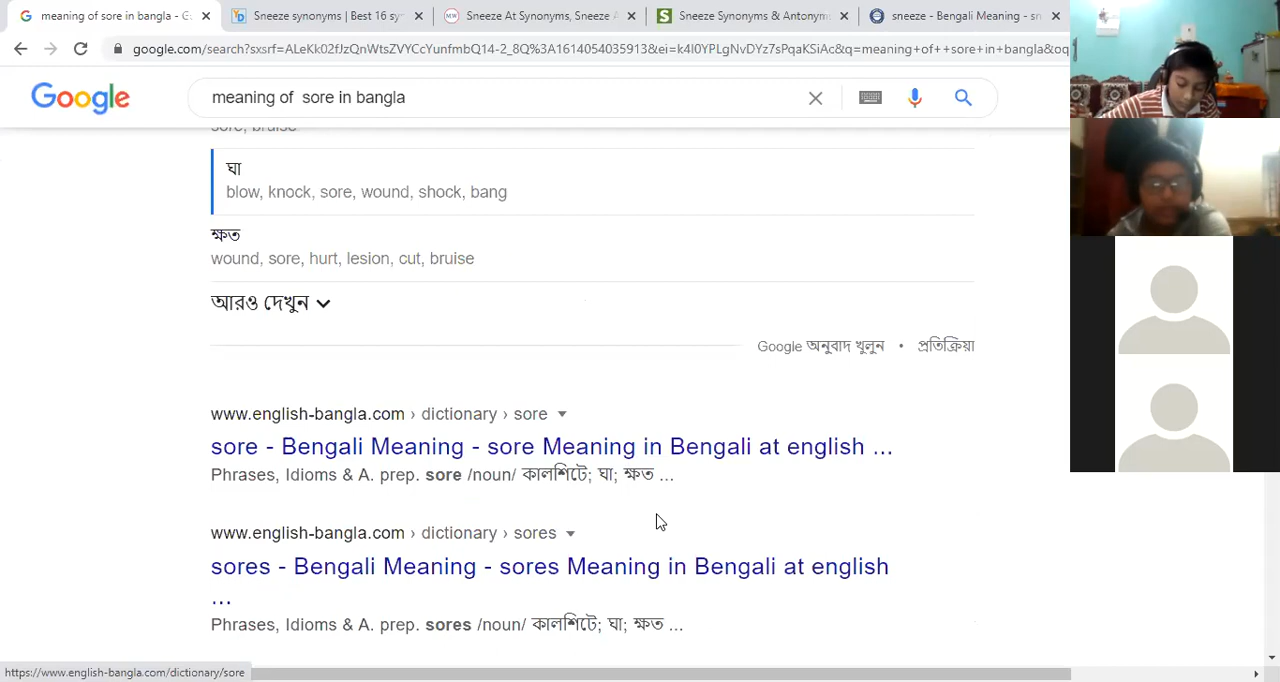 meaning of sore in bangla - G
Sneeze synonyms | Best 16 sy
Sneeze At Synonyms, Sneeze A
Sneeze Synonyms & Antonym
sneeze - Bengali Meaning - sn
google.com/search?sxsrf=ALeKk02fJzQnWtsZVYCcYunfmbQ14-2_8Q%3A1614054035913&ei=k4I0YPLgNvDYz7sPqaKSiAc&q=meaning+of++sore+in+bangla&oq
Google
meaning of  sore in bangla
sore, bruise
ঘা
blow, knock, sore, wound, shock, bang
ক্ষত
wound, sore, hurt, lesion, cut, bruise
আরও দেখুন
Google অনুবাদ খুলুন • প্রতিক্রিয়া
www.english-bangla.com › dictionary › sore
sore - Bengali Meaning - sore Meaning in Bengali at english ...
Phrases, Idioms & A. prep. sore /noun/ কালশিটে; ঘা; ক্ষত ...
www.english-bangla.com › dictionary › sores
sores - Bengali Meaning - sores Meaning in Bengali at english
...
Phrases, Idioms & A. prep. sores /noun/ কালশিটে; ঘা; ক্ষত ...
https://www.english-bangla.com/dictionary/sore